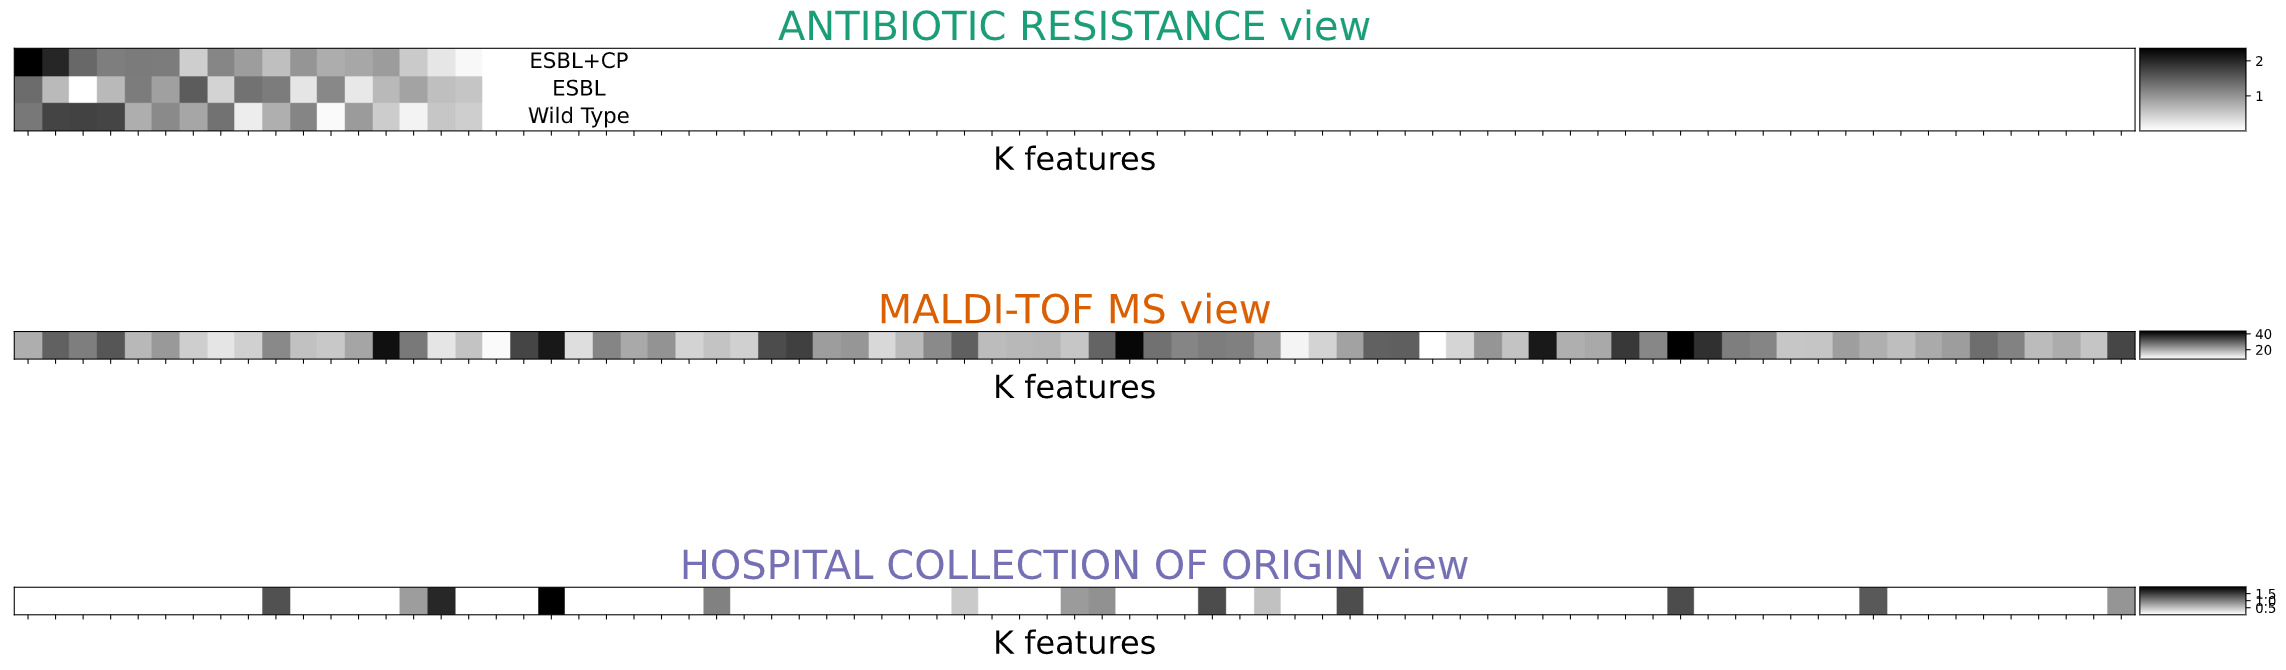 ANTIBIOTIC RESISTANCE view
ESBL+CP
ESBL
Wild Type
2
1
K features
MALDI-TOF MS view
40
20
K features
HOSPITAL COLLECTION OF ORIGIN view
1.5
1.0
0.5
K features